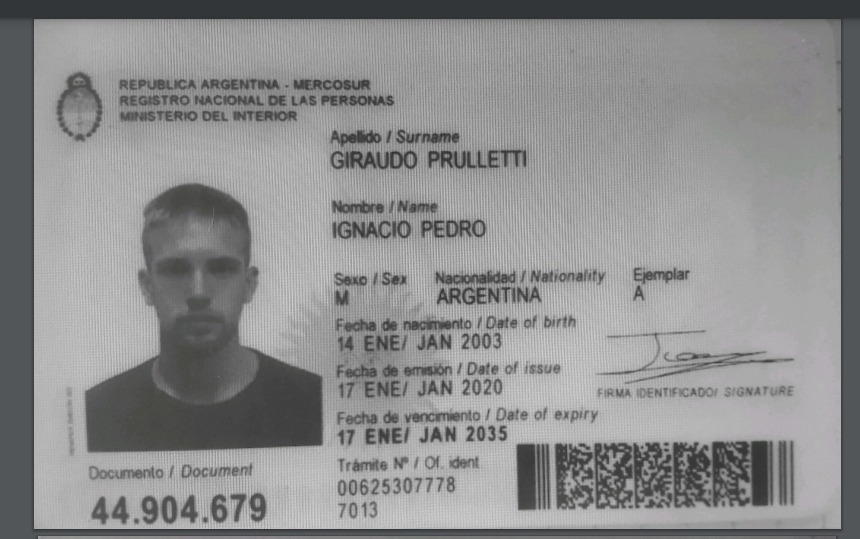 REPUBLICA ARGENTINA - MERCOSUR
REGISTRO NACIONAL DE LAS PERSONAS
MINISTERIO DEL INTERIOR
Apellido / Surname
GIRAUDO PRULLETTI
Nombre / Name
IGNACIO PEDRO
Sexo / Sex Nacionalidad / Nationality Ejemplar
M ARGENTINA A
Fecha de nacimiento / Date of birth
14 ENE/ JAN 2003
Fecha de emisión / Date of issue
17 ENE/ JAN 2020
FIRMA IDENTIFICADO/ SIGNATURE
Fecha de vencimiento / Date of expiry
17 ENE/ JAN 2035
Documento / Document
44.904.679
Trámite Nº / Of. ident
00625307778
7013